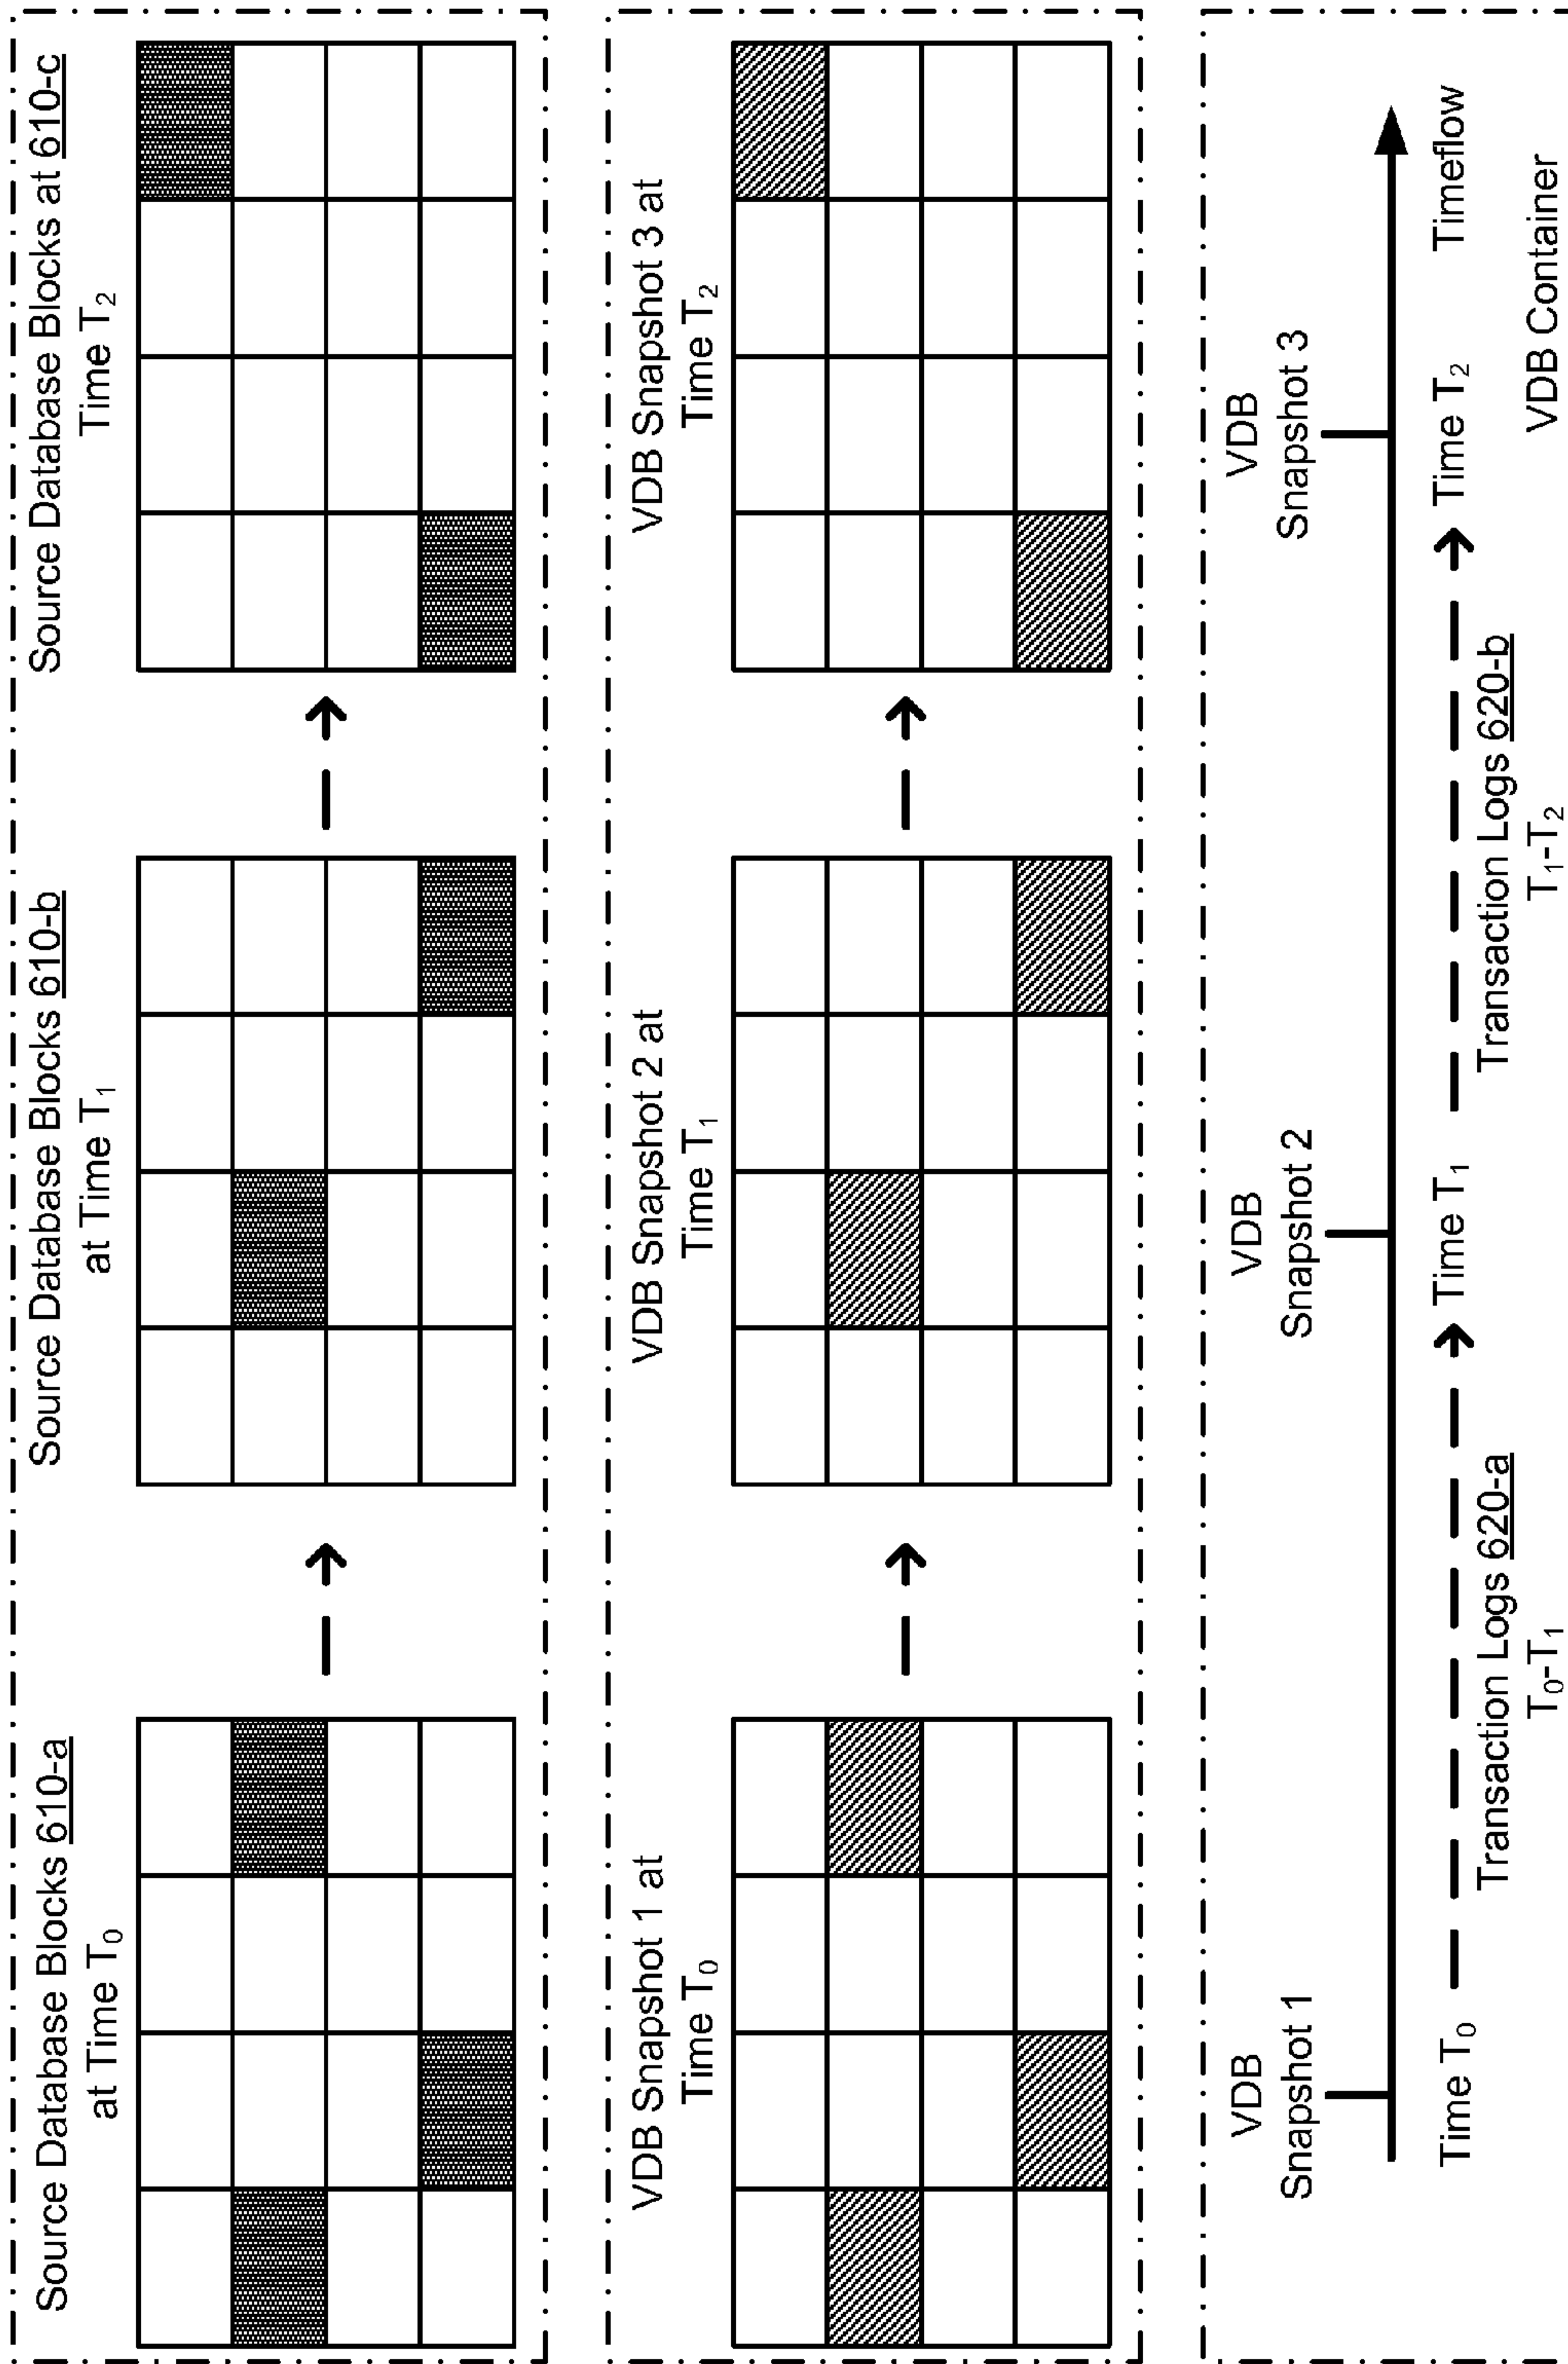 Source Database Blocks 610-a
at Time T₀
Source Database Blocks 610-b
at Time T₁
Source Database Blocks at 610-c
Time T₂
VDB Snapshot 1 at
Time T₀
VDB Snapshot 2 at
Time T₁
VDB Snapshot 3 at
Time T₂
VDB
Snapshot 1
VDB
Snapshot 2
VDB
Snapshot 3
Time T₀
Time T₁
Time T₂
Timeflow
Transaction Logs 620-a
T₀-T₁
Transaction Logs 620-b
T₁-T₂
VDB Container